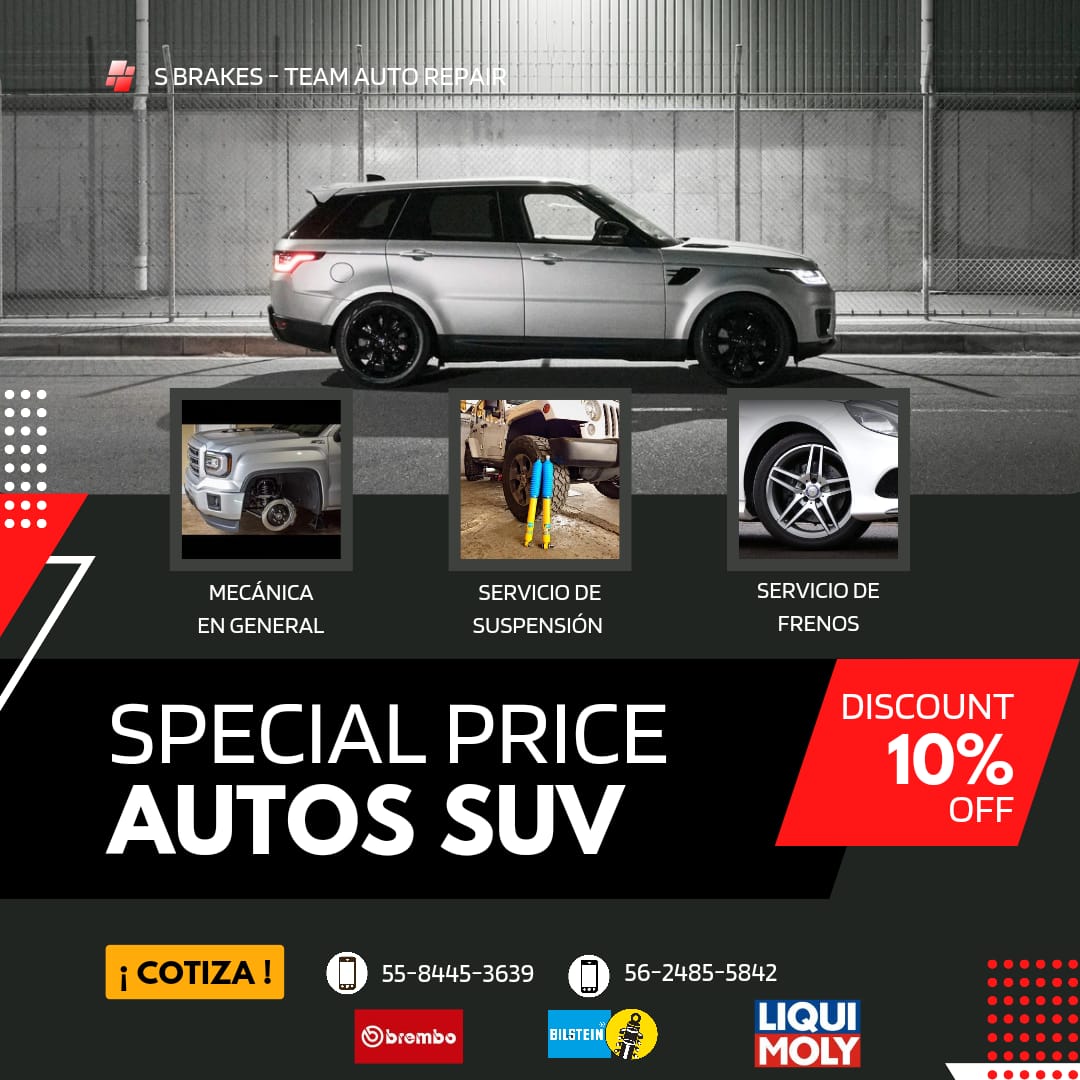 S BRAKES - TEAM AUTO REPAIR
MECÁNICA
EN GENERAL
SERVICIO DE
SUSPENSIÓN
SERVICIO DE
FRENOS
SPECIAL PRICE
AUTOS SUV
DISCOUNT
10%
OFF
¡ COTIZA !
55-8445-3639
56-2485-5842
brembo
BILSTEIN
LIQUI
MOLY